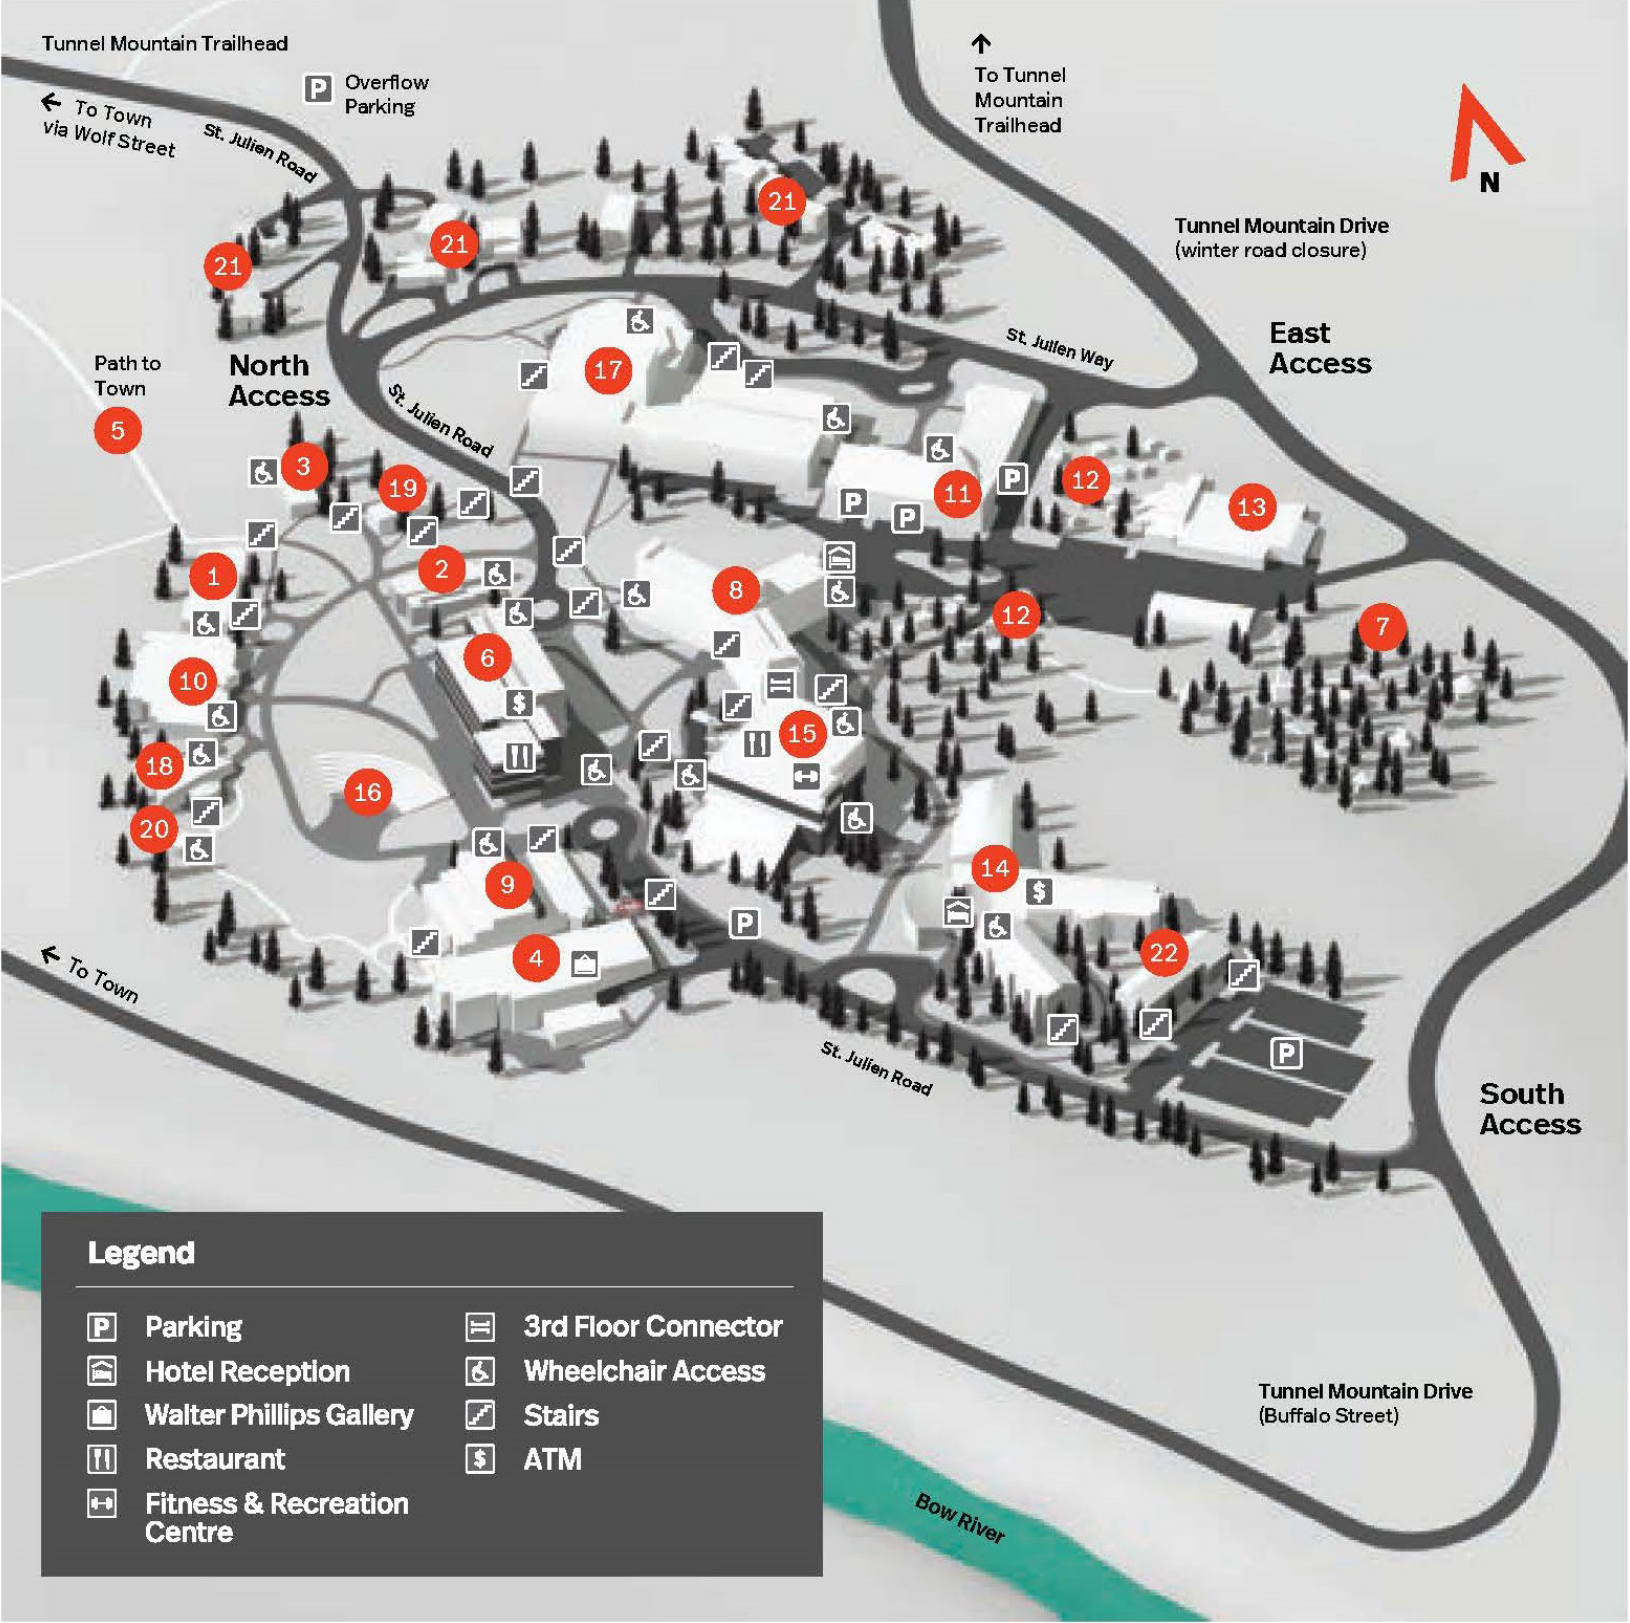 Tunnel Mountain Trailhead
P
Overflow
Parking
← To Town
via Wolf Street
St. Julien Road
↑
To Tunnel
Mountain
Trailhead
N
Tunnel Mountain Drive
(winter road closure)
21
21
21
East
Access
St. Julien Way
Path to
Town
5
North
Access
St. Julien Road
17
3
19
11
P
P
P
12
13
1
2
8
12
7
6
10
$
15
18
16
20
14
$
9
P
4
22
← To Town
St. Julien Road
P
South
Access
Legend
P Parking
Hotel Reception
Walter Phillips Gallery
Restaurant
Fitness & Recreation
Centre
3rd Floor Connector
Wheelchair Access
Stairs
$ ATM
Tunnel Mountain Drive
(Buffalo Street)
Bow River